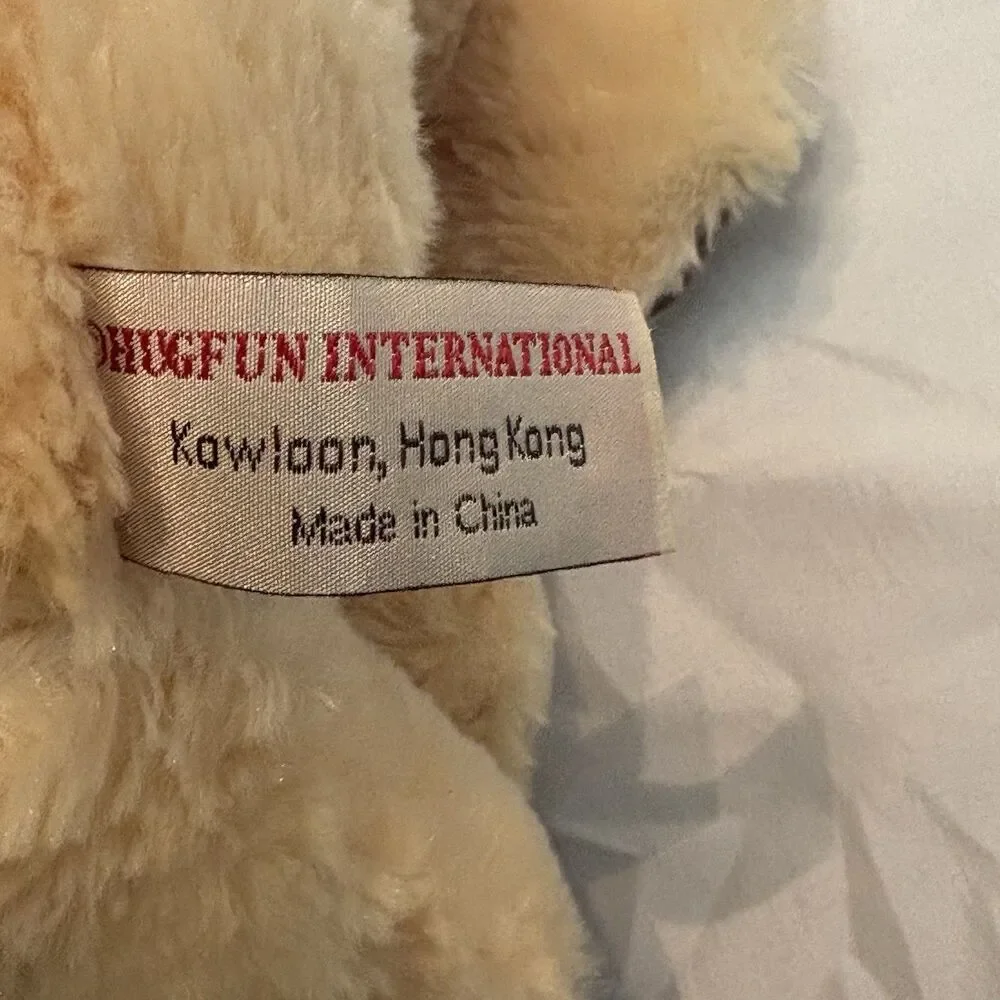 ©HUGFUN INTERNATIONAL
Kowloon, Hong Kong
Made in China